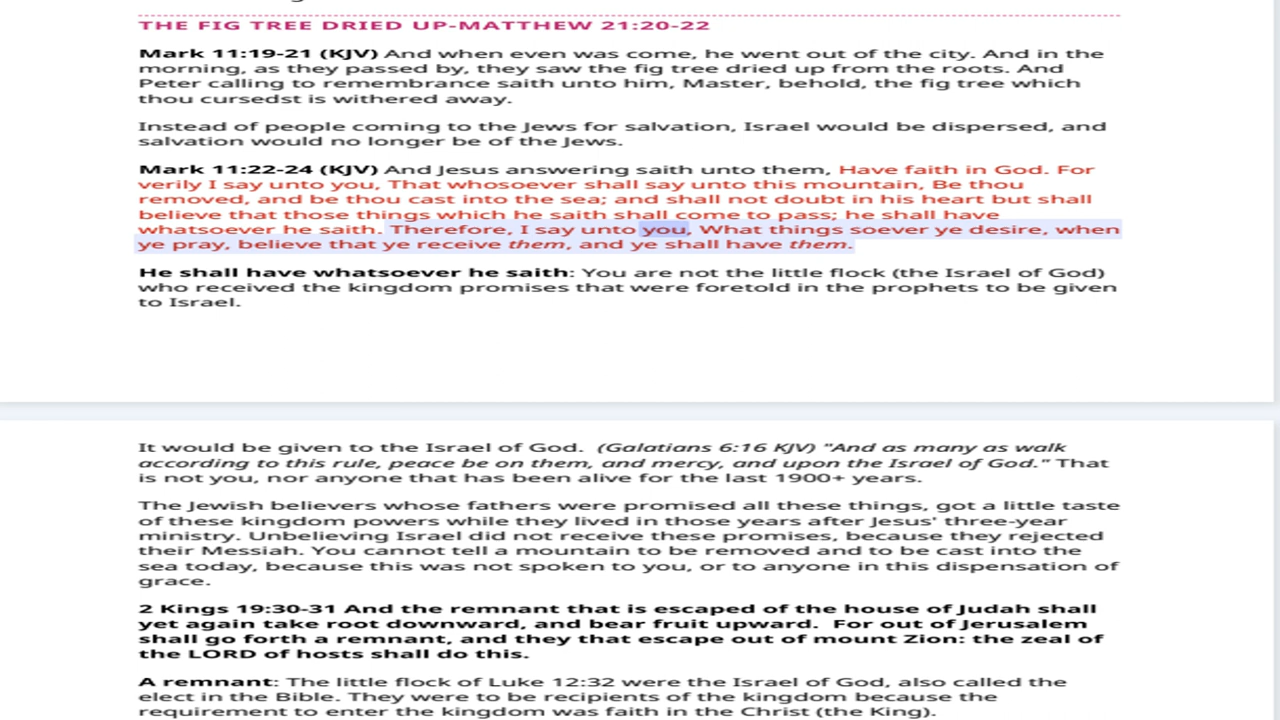 THE FIG TREE DRIED UP-MATTHEW 21:20-22
Mark 11:19-21 (KJV) And when even was come, he went out of the city. And in the
morning, as they passed by, they saw the fig tree dried up from the roots. And
Peter calling to remembrance saith unto him, Master, behold, the fig tree which
thou cursedst is withered away.
Instead of people coming to the Jews for salvation, Israel would be dispersed, and
salvation would no longer be of the Jews.
Mark 11:22-24 (KJV) And Jesus answering saith unto them, Have faith in God. For
verily I say unto you, That whosoever shall say unto this mountain, Be thou
removed, and be thou cast into the sea; and shall not doubt in his heart but shall
believe that those things which he saith shall come to pass; he shall have
whatsoever he saith. Therefore, I say unto you, What things soever ye desire, when
ye pray, believe that ye receive them, and ye shall have them.
He shall have whatsoever he saith: You are not the little flock (the Israel of God)
who received the kingdom promises that were foretold in the prophets to be given
to Israel.
It would be given to the Israel of God.  (Galatians 6:16 KJV) "And as many as walk
according to this rule, peace be on them, and mercy, and upon the Israel of God." That
is not you, nor anyone that has been alive for the last 1900+ years.
The Jewish believers whose fathers were promised all these things, got a little taste
of these kingdom powers while they lived in those years after Jesus' three-year
ministry. Unbelieving Israel did not receive these promises, because they rejected
their Messiah. You cannot tell a mountain to be removed and to be cast into the
sea today, because this was not spoken to you, or to anyone in this dispensation of
grace.
2 Kings 19:30-31 And the remnant that is escaped of the house of Judah shall
yet again take root downward, and bear fruit upward.  For out of Jerusalem
shall go forth a remnant, and they that escape out of mount Zion: the zeal of
the LORD of hosts shall do this.
A remnant: The little flock of Luke 12:32 were the Israel of God, also called the
elect in the Bible. They were to be recipients of the kingdom because the
requirement to enter the kingdom was faith in the Christ (the King).